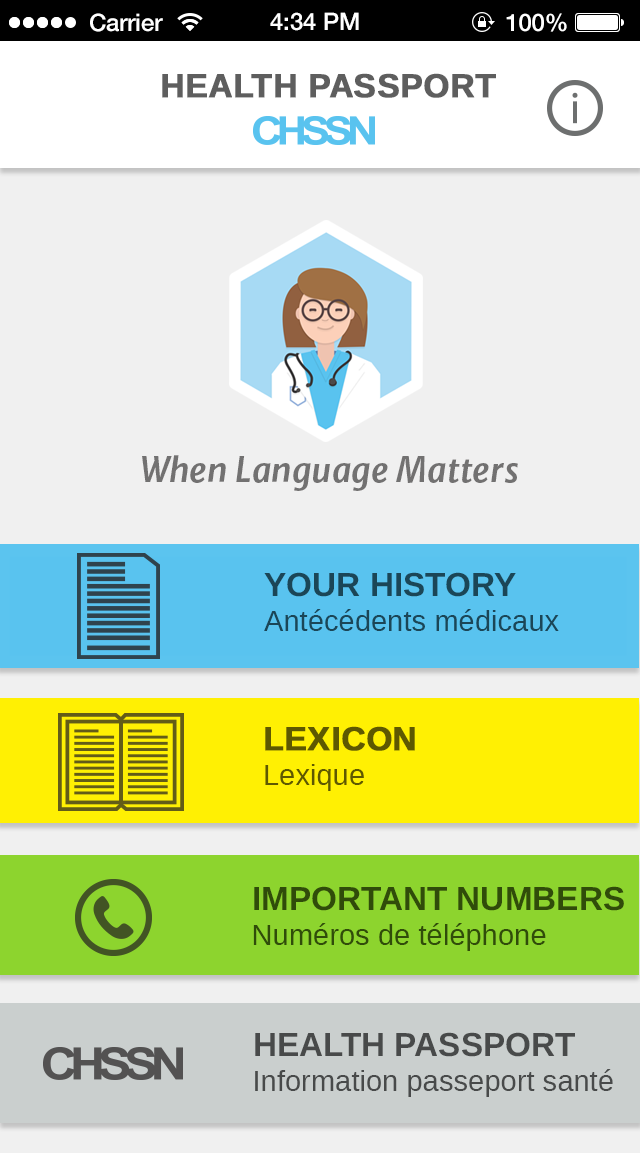 Carrier 4:34 PM 100%
HEALTH PASSPORT
CHSSN
i
When Language Matters
YOUR HISTORY
Antécédents médicaux
LEXICON
Lexique
IMPORTANT NUMBERS
Numéros de téléphone
CHSSN
HEALTH PASSPORT
Information passeport santé